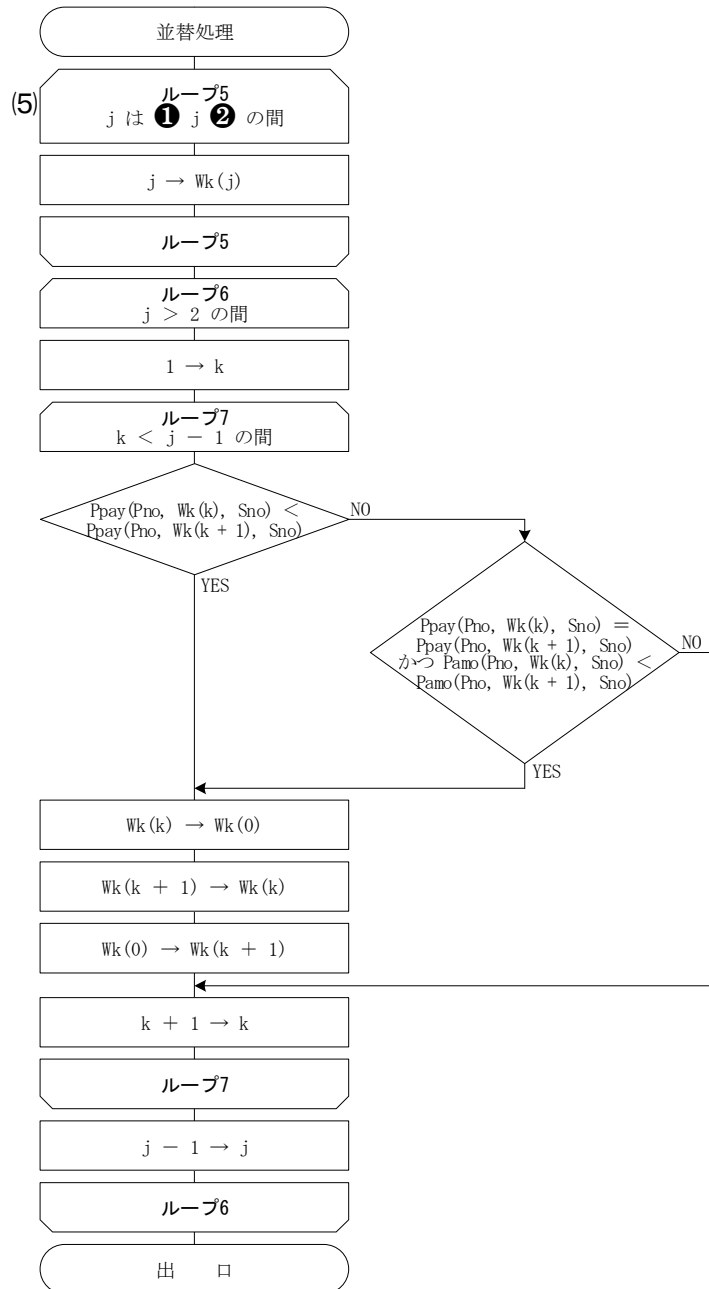 並替処理
(5)
ループ5
j は ❶ j ❷ の間
j → Wk(j)
ループ5
ループ6
j > 2 の間
1 → k
ループ7
k < j − 1 の間
Ppay(Pno, Wk(k), Sno) <
Ppay(Pno, Wk(k + 1), Sno)
NO
YES
Ppay(Pno, Wk(k), Sno) =
Ppay(Pno, Wk(k + 1), Sno)
かつ Pamo(Pno, Wk(k), Sno) <
Pamo(Pno, Wk(k + 1), Sno)
NO
YES
Wk(k) → Wk(0)
Wk(k + 1) → Wk(k)
Wk(0) → Wk(k + 1)
k + 1 → k
ループ7
j − 1 → j
ループ6
出　口